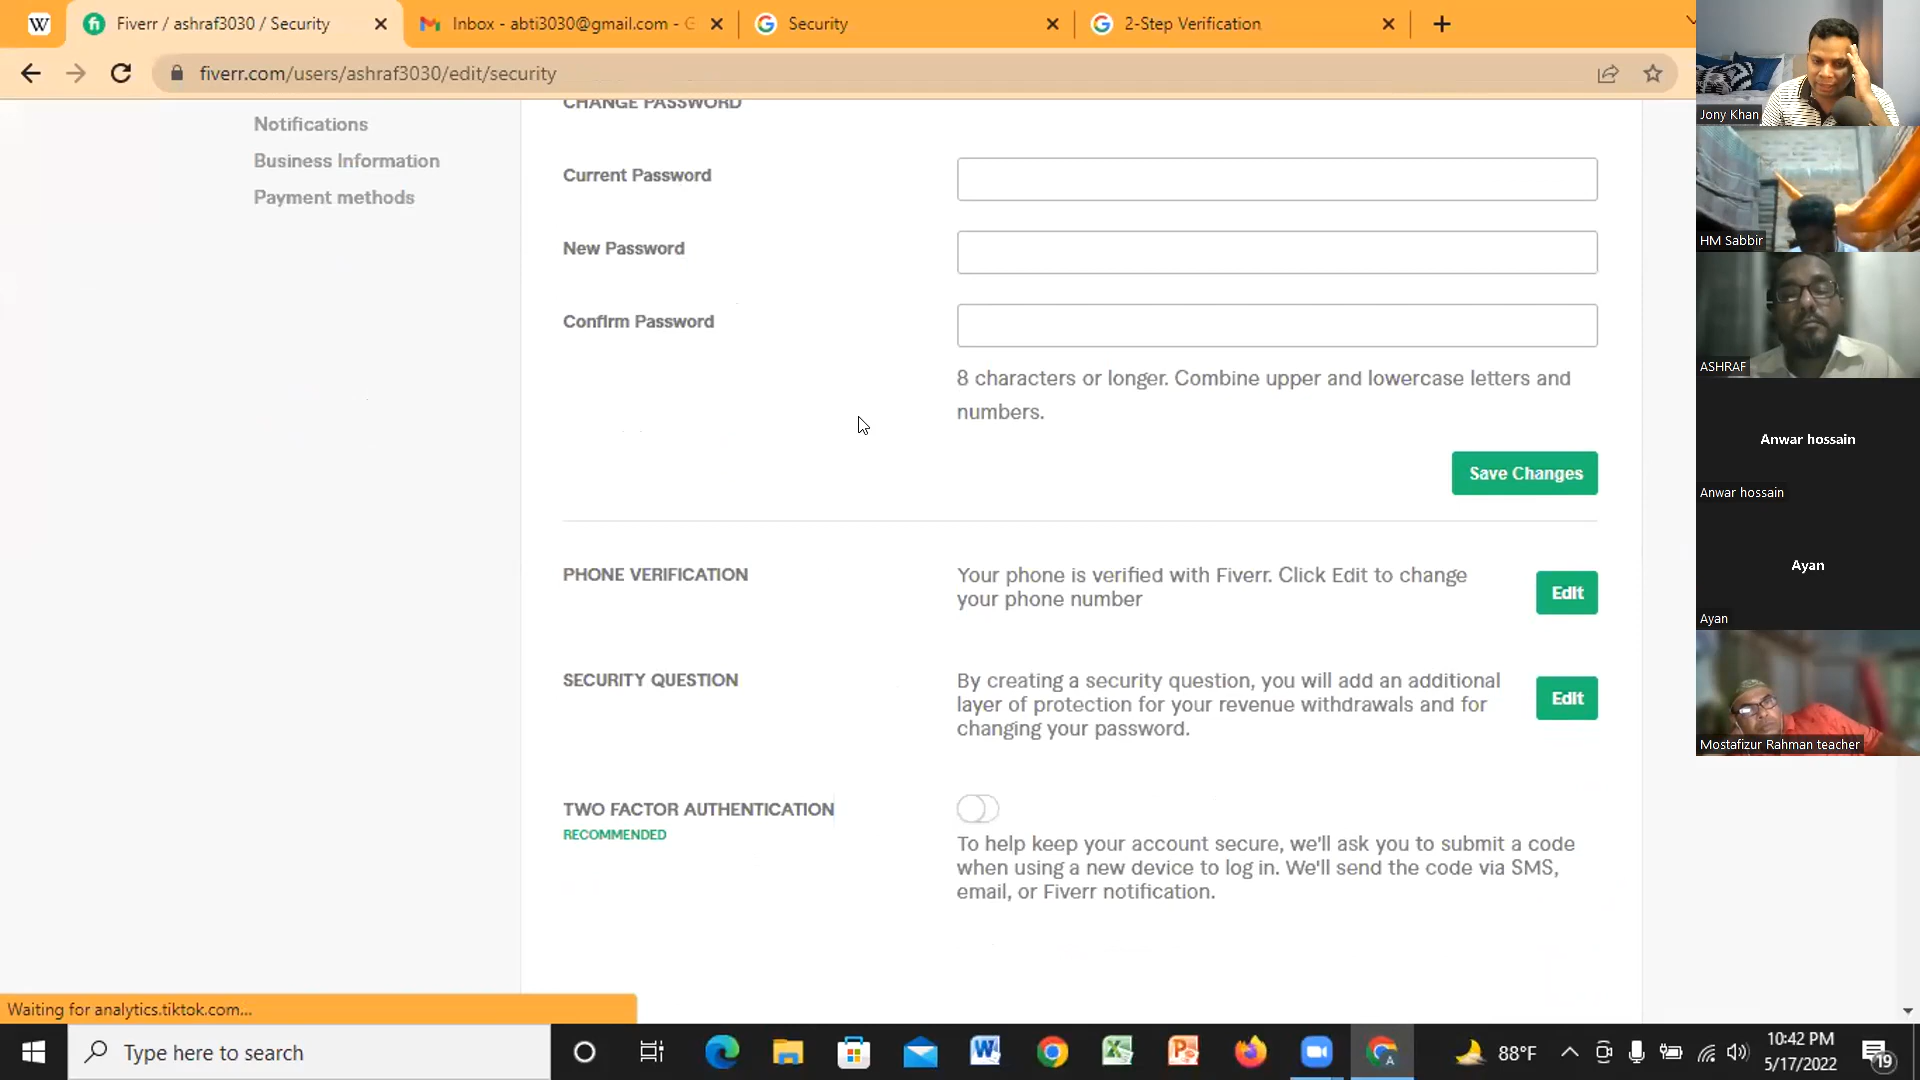 Fiverr / ashraf3030 / Security
Inbox - abti3030@gmail.com - G
Security
2-Step Verification
fiverr.com/users/ashraf3030/edit/security
CHANGE PASSWORD
Notifications
Business Information
Payment methods
Current Password
New Password
Confirm Password
8 characters or longer. Combine upper and lowercase letters and
numbers.
Save Changes
PHONE VERIFICATION
Your phone is verified with Fiverr. Click Edit to change
your phone number
Edit
SECURITY QUESTION
By creating a security question, you will add an additional
layer of protection for your revenue withdrawals and for
changing your password.
Edit
TWO FACTOR AUTHENTICATION
RECOMMENDED
To help keep your account secure, we'll ask you to submit a code
when using a new device to log in. We'll send the code via SMS,
email, or Fiverr notification.
Jony Khan
HM Sabbir
ASHRAF
Anwar hossain
Anwar hossain
Ayan
Ayan
Mostafizur Rahman teacher
Waiting for analytics.tiktok.com...
Type here to search
88°F
10:42 PM
5/17/2022
19